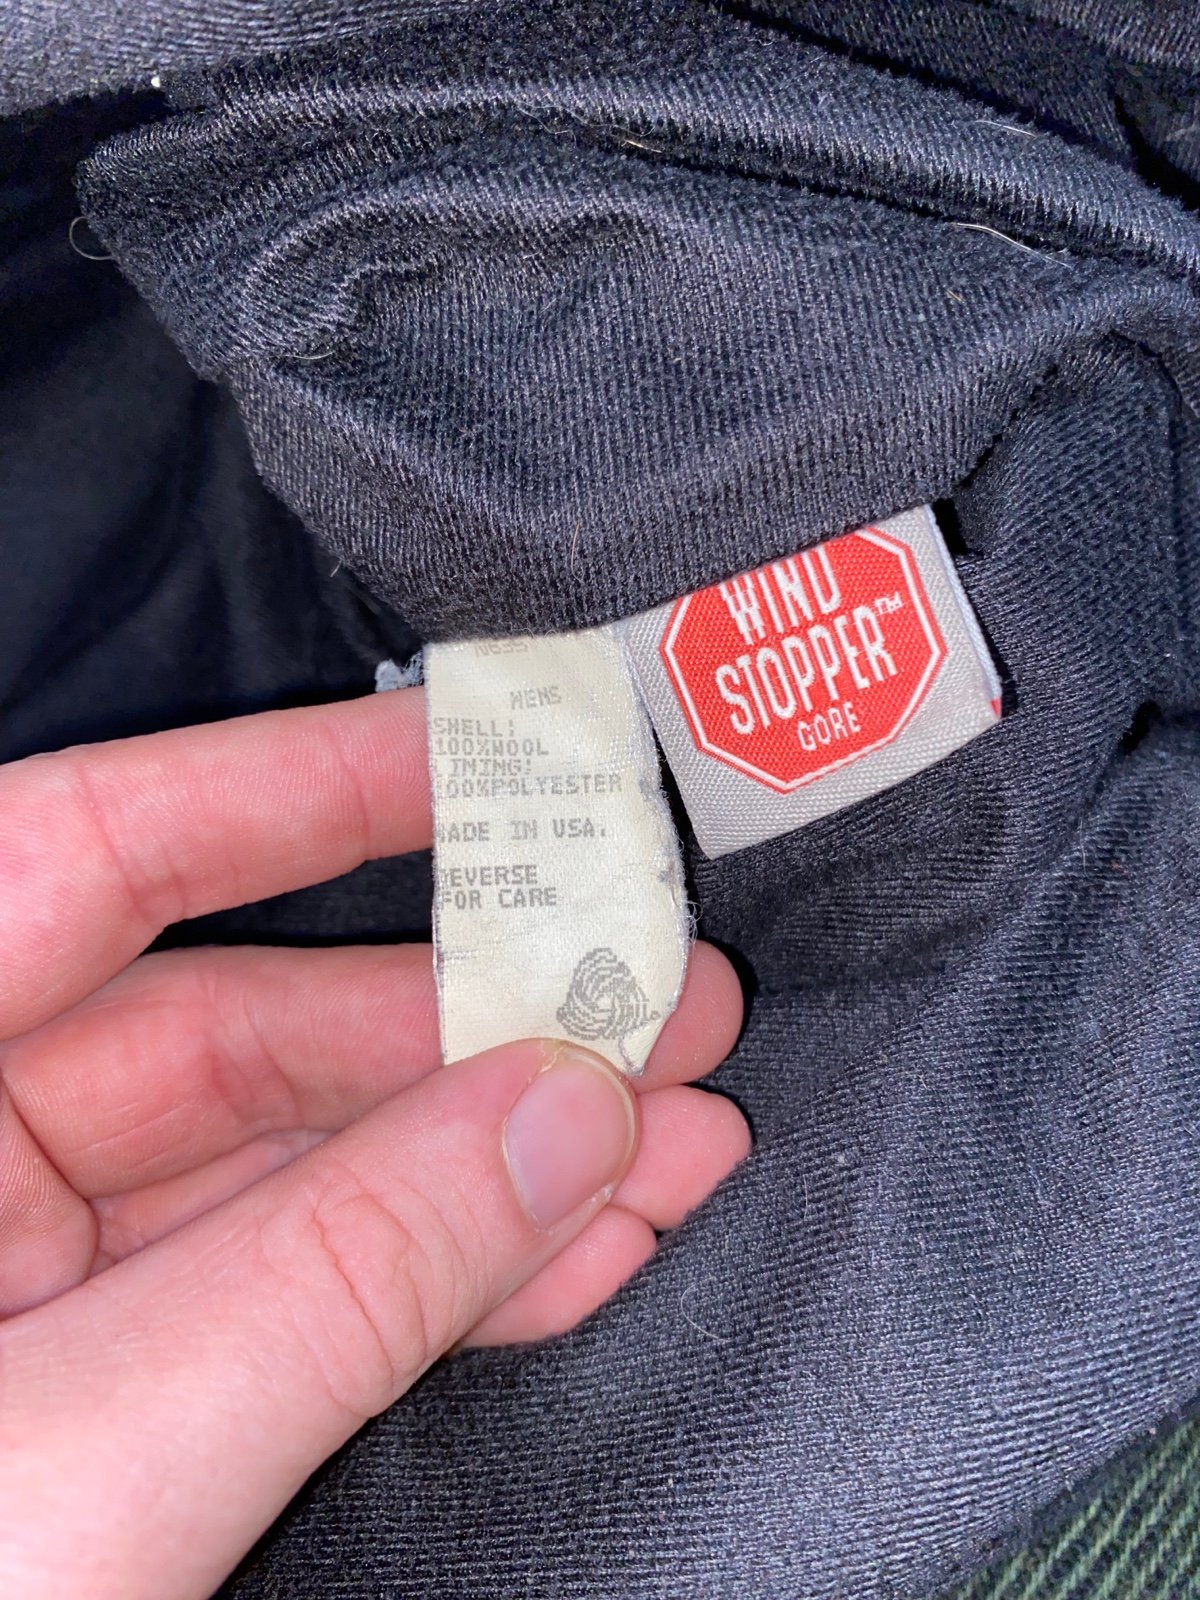 MENS
SHELL:
100%WOOL
LINING:
100%POLYESTER
MADE IN USA.
REVERSE
FOR CARE
WIND
STOPPER™
GORE